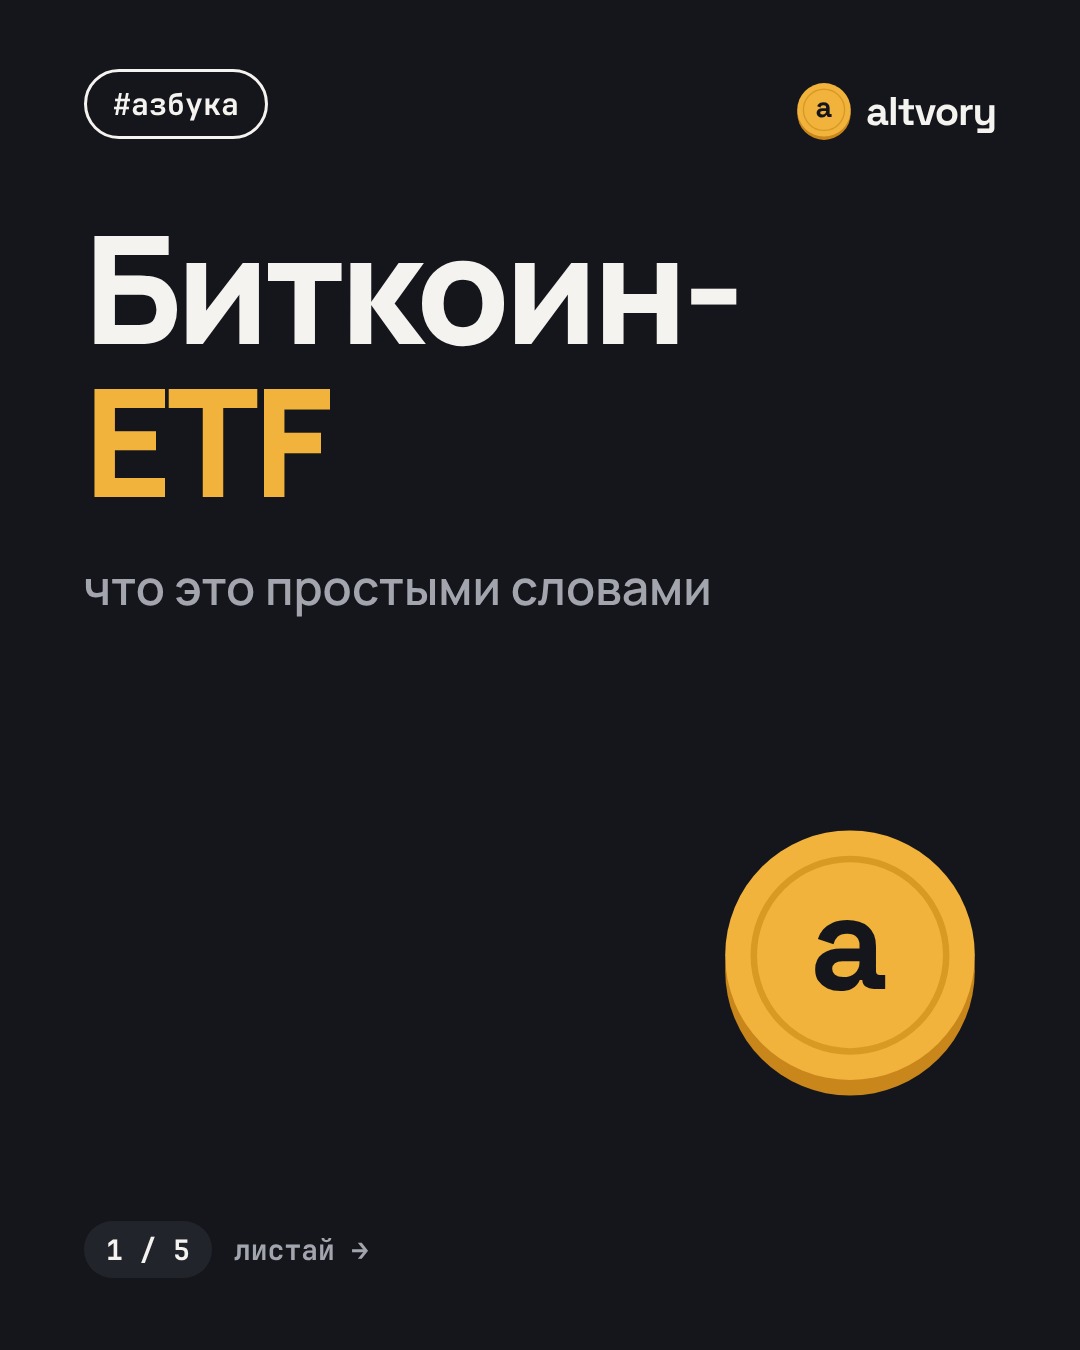 #азбука
a altvory
Биткоин-
ETF
что это простыми словами
a
1 / 5 листай →